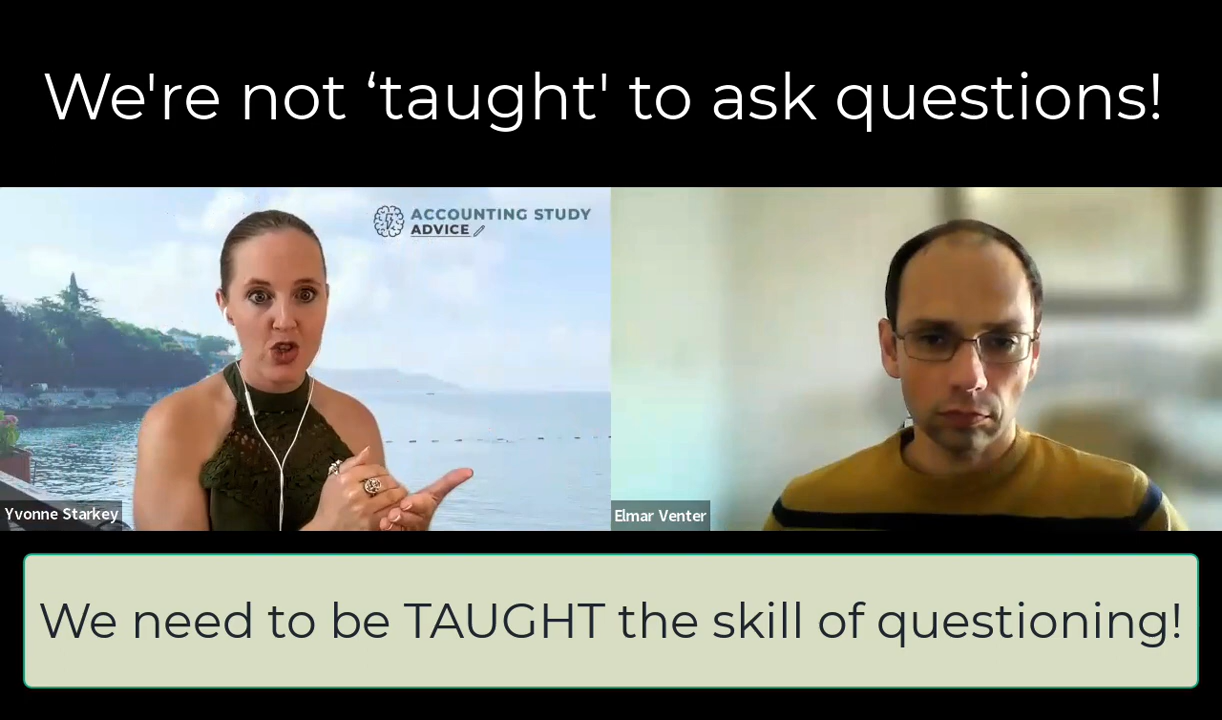 We're not ‘taught' to ask questions!
ACCOUNTING STUDY
ADVICE
Yvonne Starkey
Elmar Venter
We need to be TAUGHT the skill of questioning!